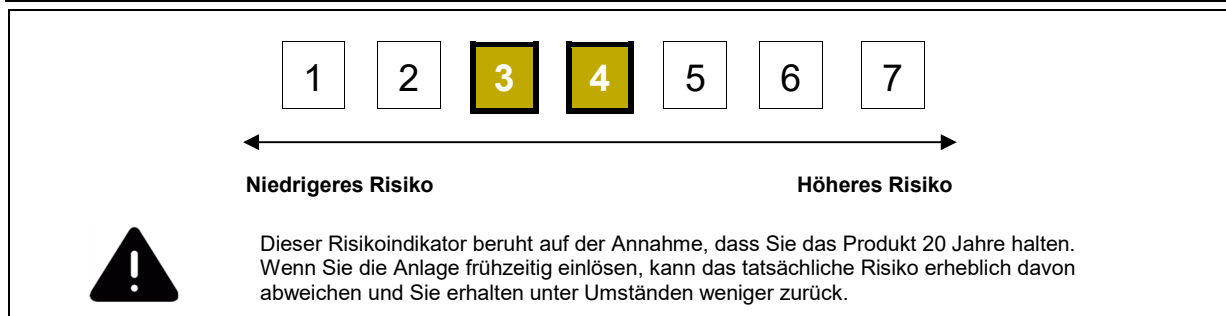 1 2 3 4 5 6 7
Niedrigeres Risiko Höheres Risiko
Dieser Risikoindikator beruht auf der Annahme, dass Sie das Produkt 20 Jahre halten.
Wenn Sie die Anlage frühzeitig einlösen, kann das tatsächliche Risiko erheblich davon
abweichen und Sie erhalten unter Umständen weniger zurück.